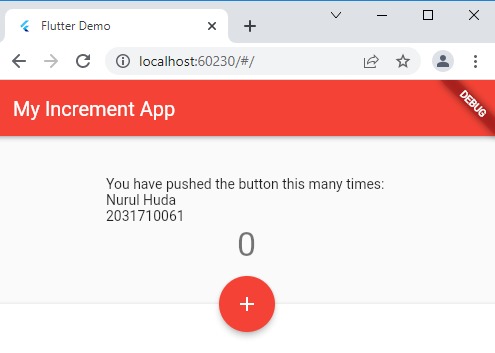 Flutter Demo
localhost:60230/#/
My Increment App
DEBUG
You have pushed the button this many times:
Nurul Huda
2031710061
0